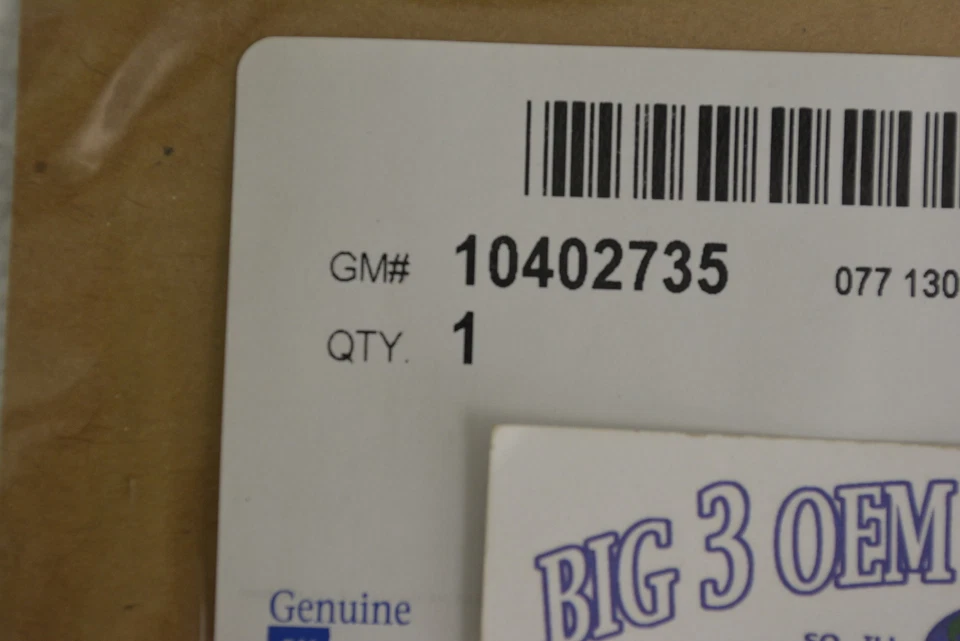 GM# 10402735 077 130
QTY. 1
BIG 3 OEM
Genuine